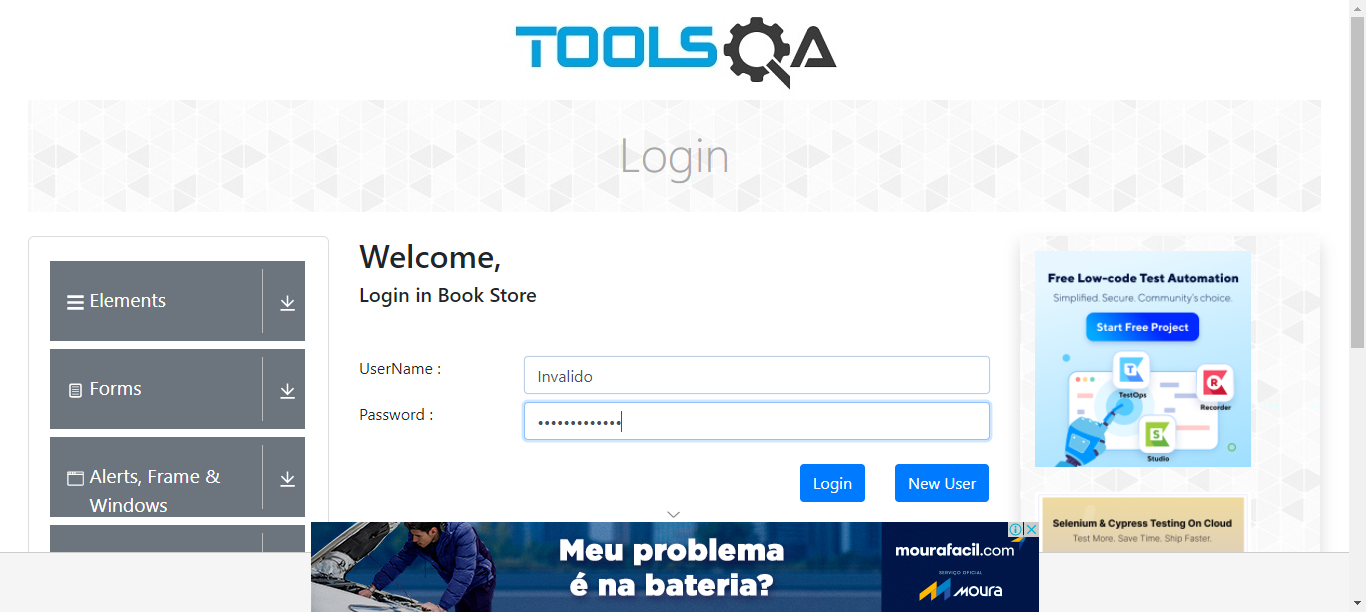 TOOLSQA
Login
Elements
Forms
Alerts, Frame &
Windows
Welcome,
Login in Book Store
UserName :
Invalido
Password :
•••••••••••••
Login
New User
Free Low-code Test Automation
Simplified. Secure. Community's choice.
Start Free Project
TestOps
Recorder
Studio
Selenium & Cypress Testing On Cloud
Test More. Save Time. Ship Faster.
Meu problema
é na bateria?
mourafacil.com
SERVIÇO OFICIAL
moura